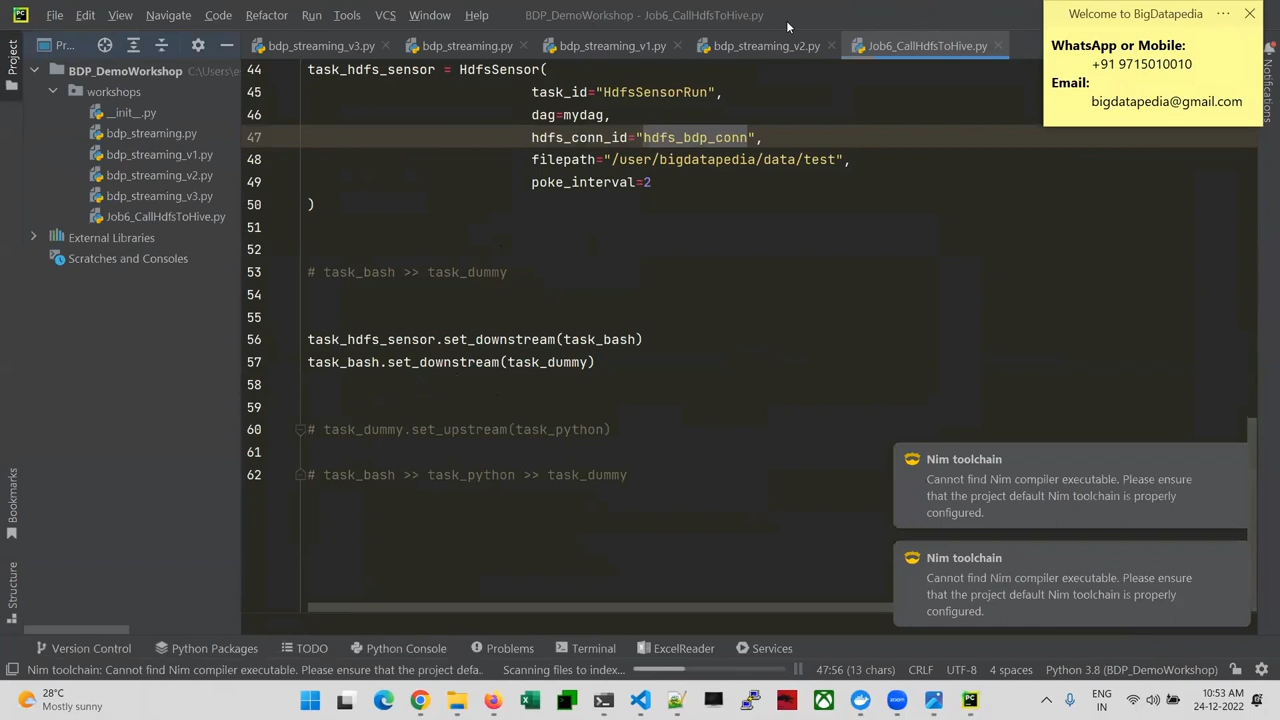 File Edit View Navigate Code Refactor Run Tools VCS Window Help BDP_DemoWorkshop - Job6_CallHdfsToHive.py
Welcome to BigDatapedia
WhatsApp or Mobile:
+91 9715010010
Email:
bigdatapedia@gmail.com
Project
Pr...
bdp_streaming_v3.py bdp_streaming.py bdp_streaming_v1.py bdp_streaming_v2.py Job6_CallHdfsToHive.py
Notifications
BDP_DemoWorkshop C:\Users\e
workshops
__init__.py
bdp_streaming.py
bdp_streaming_v1.py
bdp_streaming_v2.py
bdp_streaming_v3.py
Job6_CallHdfsToHive.py
External Libraries
Scratches and Consoles
44 task_hdfs_sensor = HdfsSensor(
45 task_id="HdfsSensorRun",
46 dag=mydag,
47 hdfs_conn_id="hdfs_bdp_conn",
48 filepath="/user/bigdatapedia/data/test",
49 poke_interval=2
50 )
51
52
53 # task_bash >> task_dummy
54
55
56 task_hdfs_sensor.set_downstream(task_bash)
57 task_bash.set_downstream(task_dummy)
58
59
60 # task_dummy.set_upstream(task_python)
61
62 # task_bash >> task_python >> task_dummy
Nim toolchain
Cannot find Nim compiler executable. Please ensure
that the project default Nim toolchain is properly
configured.
Nim toolchain
Cannot find Nim compiler executable. Please ensure
that the project default Nim toolchain is properly
configured.
Bookmarks
Structure
Version Control Python Packages TODO Python Console Problems Terminal ExcelReader Services
Nim toolchain: Cannot find Nim compiler executable. Please ensure that the project defa... Scanning files to index... 47:56 (13 chars) CRLF UTF-8 4 spaces Python 3.8 (BDP_DemoWorkshop)
28°C
Mostly sunny
ENG
IN
10:53 AM
24-12-2022